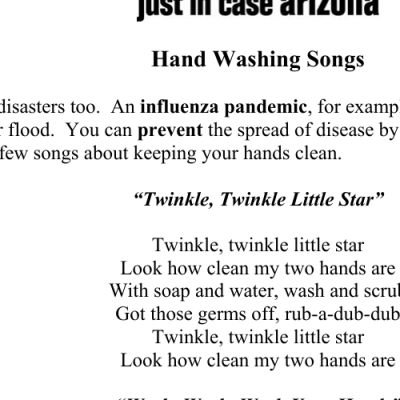 just in case arizona
Hand Washing Songs
disasters too. An influenza pandemic, for exampl
flood. You can prevent the spread of disease by
few songs about keeping your hands clean.
“Twinkle, Twinkle Little Star”
Twinkle, twinkle little star
Look how clean my two hands are
With soap and water, wash and scrub
Got those germs off, rub-a-dub-dub
Twinkle, twinkle little star
Look how clean my two hands are